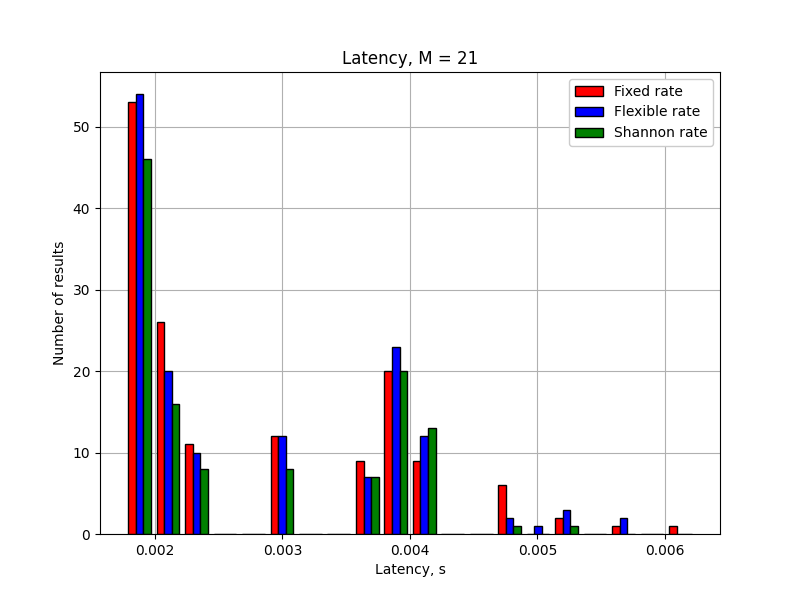 Latency, M = 21
Fixed rate
Flexible rate
Shannon rate
Number of results
50
40
30
20
10
0
0.002 0.003 0.004 0.005 0.006
Latency, s